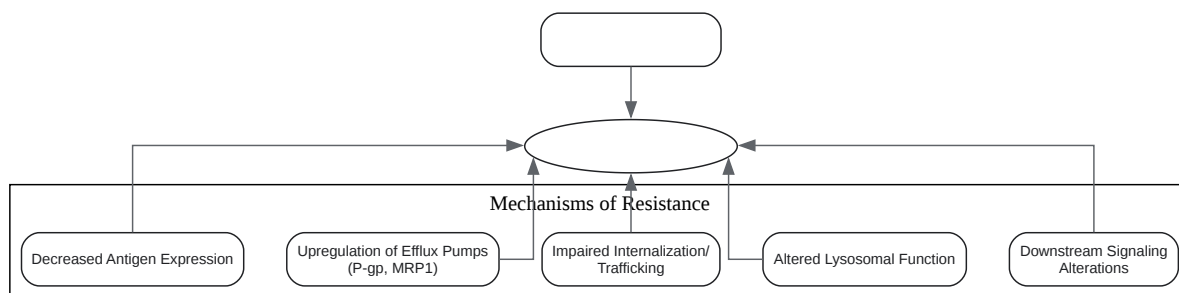 Mechanisms of Resistance
Decreased Antigen Expression
Upregulation of Efflux Pumps
(P-gp, MRP1)
Impaired Internalization/
Trafficking
Altered Lysosomal Function
Downstream Signaling
Alterations